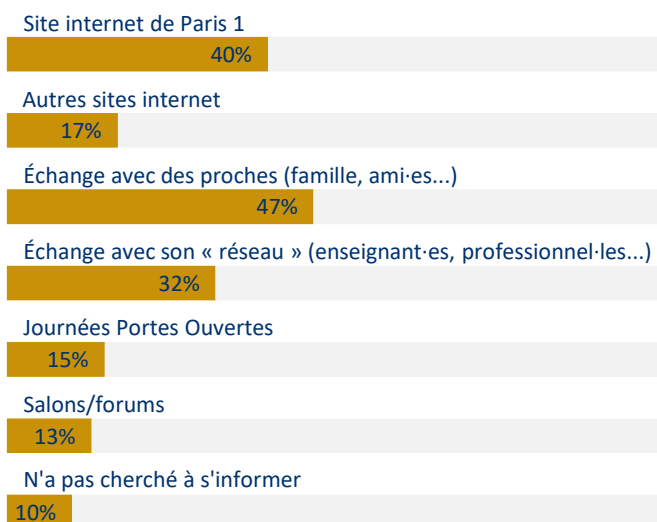 Site internet de Paris 1
40%
Autres sites internet
17%
Échange avec des proches (famille, ami·es...)
47%
Échange avec son « réseau » (enseignant·es, professionnel·les...)
32%
Journées Portes Ouvertes
15%
Salons/forums
13%
N'a pas cherché à s'informer
10%